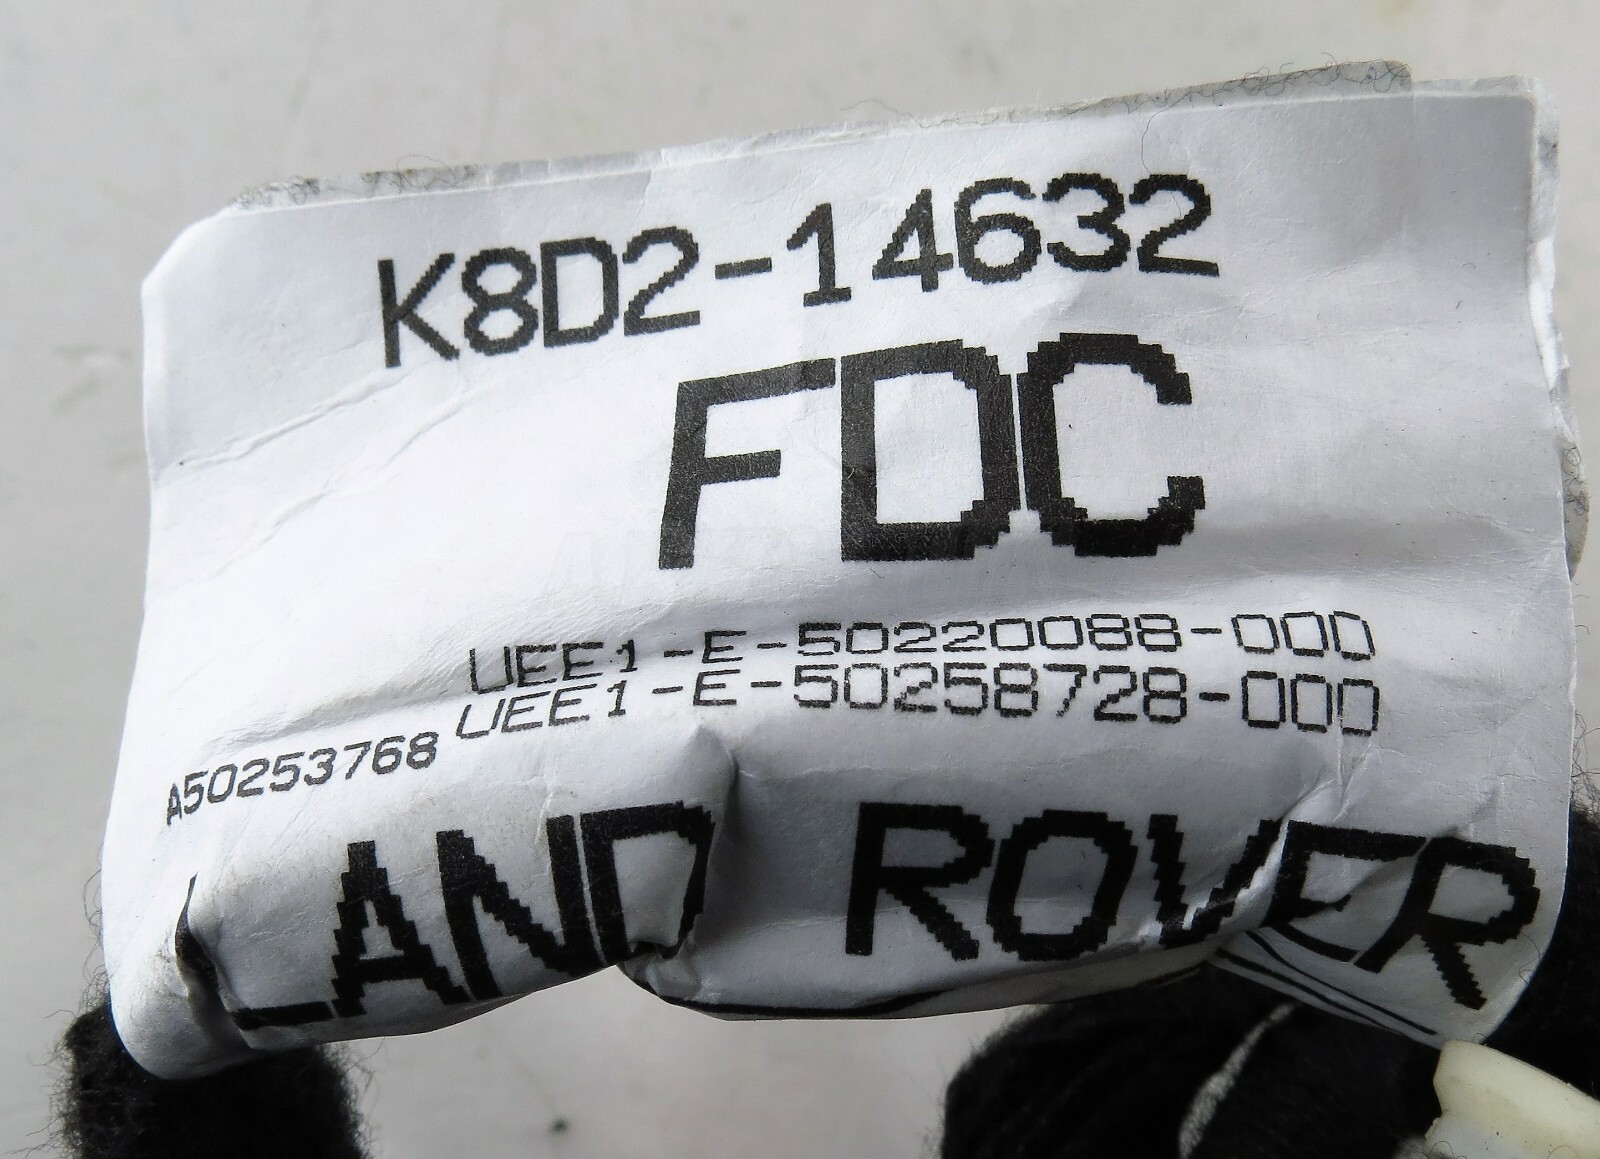 K8D2-14632
FDC
UEE1-E-50220088-000
UEE1-E-50258728-000
A50253768
LAND ROVER